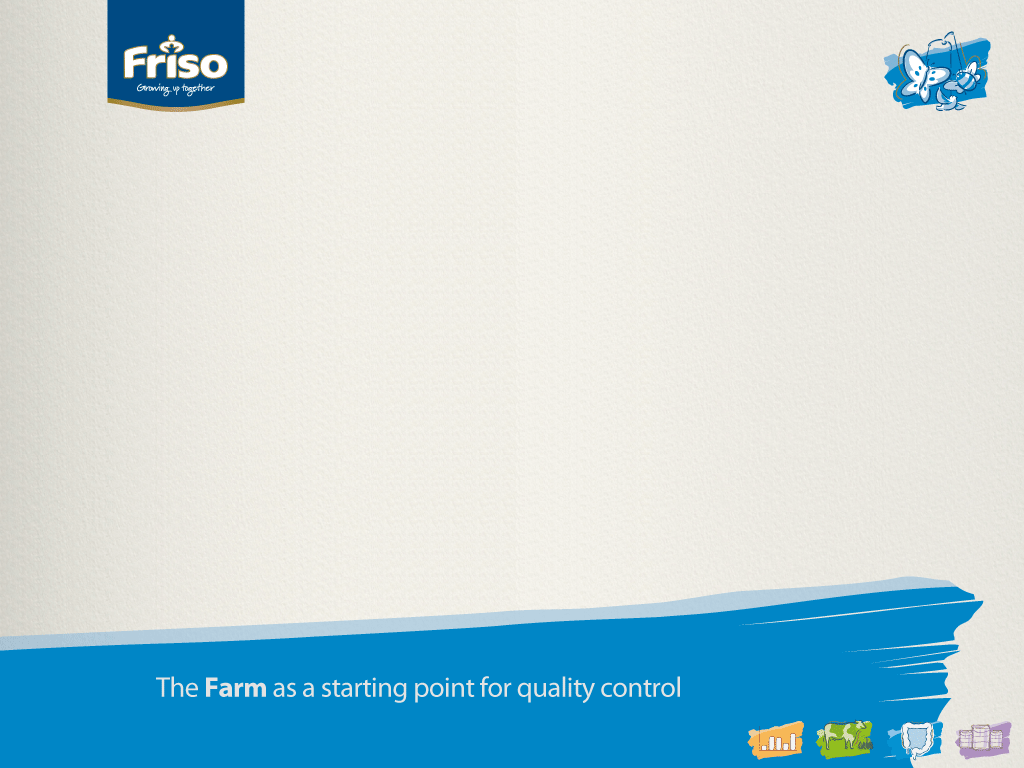 Friso
Growing up together
The Farm as a starting point for quality control